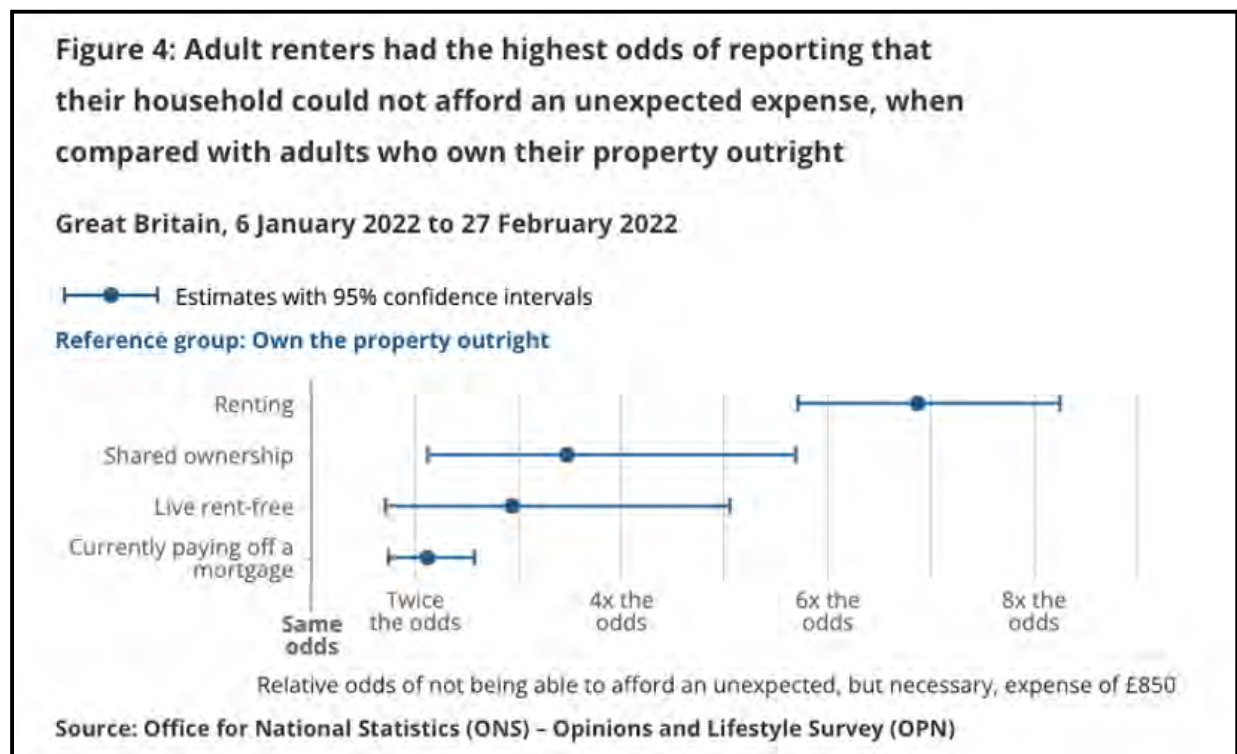 Figure 4: Adult renters had the highest odds of reporting that
their household could not afford an unexpected expense, when
compared with adults who own their property outright
Great Britain, 6 January 2022 to 27 February 2022
Estimates with 95% confidence intervals
Reference group: Own the property outright
Renting
Shared ownership
Live rent-free
Currently paying off a
mortgage
Same
odds
Twice
the odds
4x the
odds
6x the
odds
8x the
odds
Relative odds of not being able to afford an unexpected, but necessary, expense of £850
Source: Office for National Statistics (ONS) – Opinions and Lifestyle Survey (OPN)